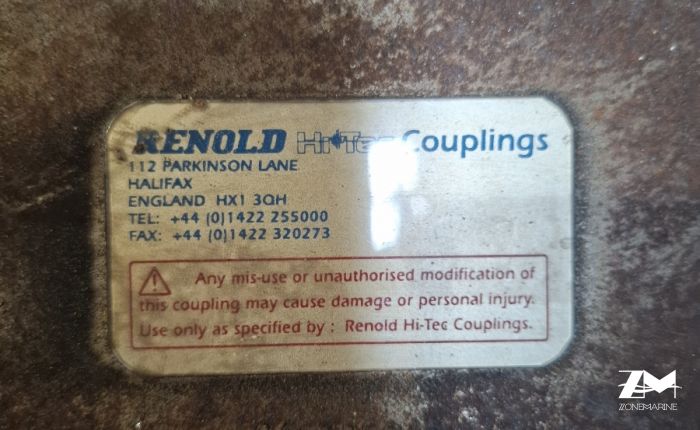 RENOLD Hi-Tec Couplings
112 PARKINSON LANE
HALIFAX
ENGLAND HX1 3QH
TEL: +44 (0)1422 255000
FAX: +44 (0)1422 320273
Any mis-use or unauthorised modification of
this coupling may cause damage or personal injury.
Use only as specified by : Renold Hi-Tec Couplings.
ZM
ZONEMARINE